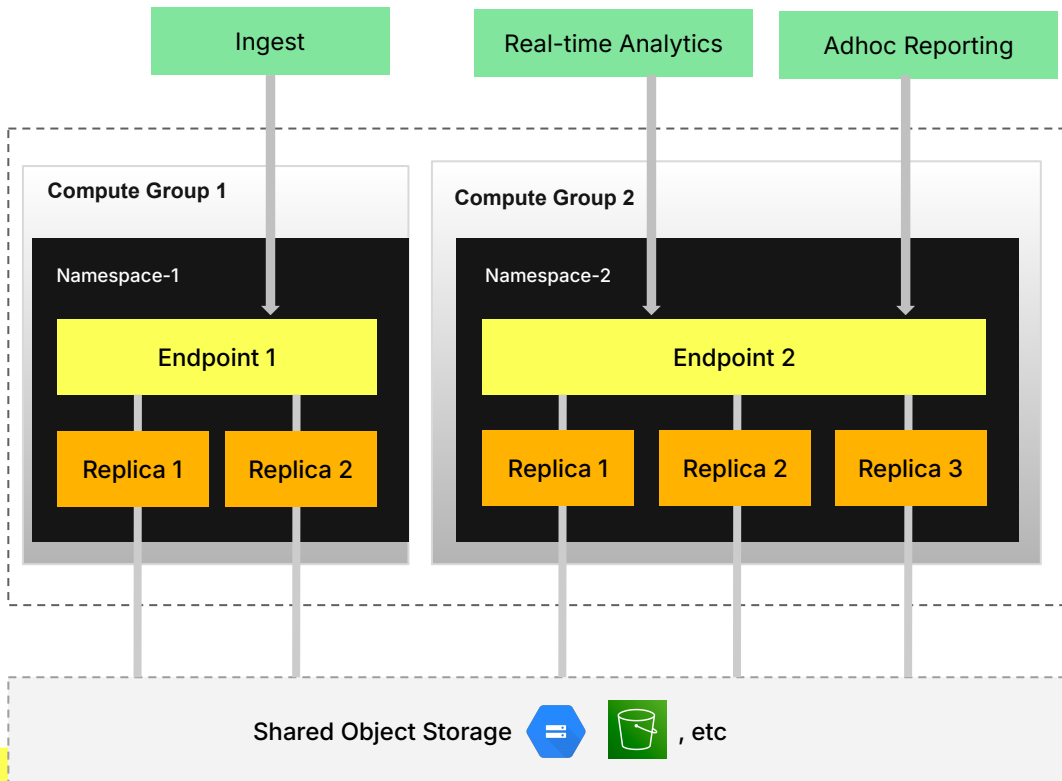 Ingest
Real-time Analytics
Adhoc Reporting
Compute Group 1
Compute Group 2
Namespace-1
Namespace-2
Endpoint 1
Endpoint 2
Replica 1
Replica 2
Replica 1
Replica 2
Replica 3
Shared Object Storage , etc